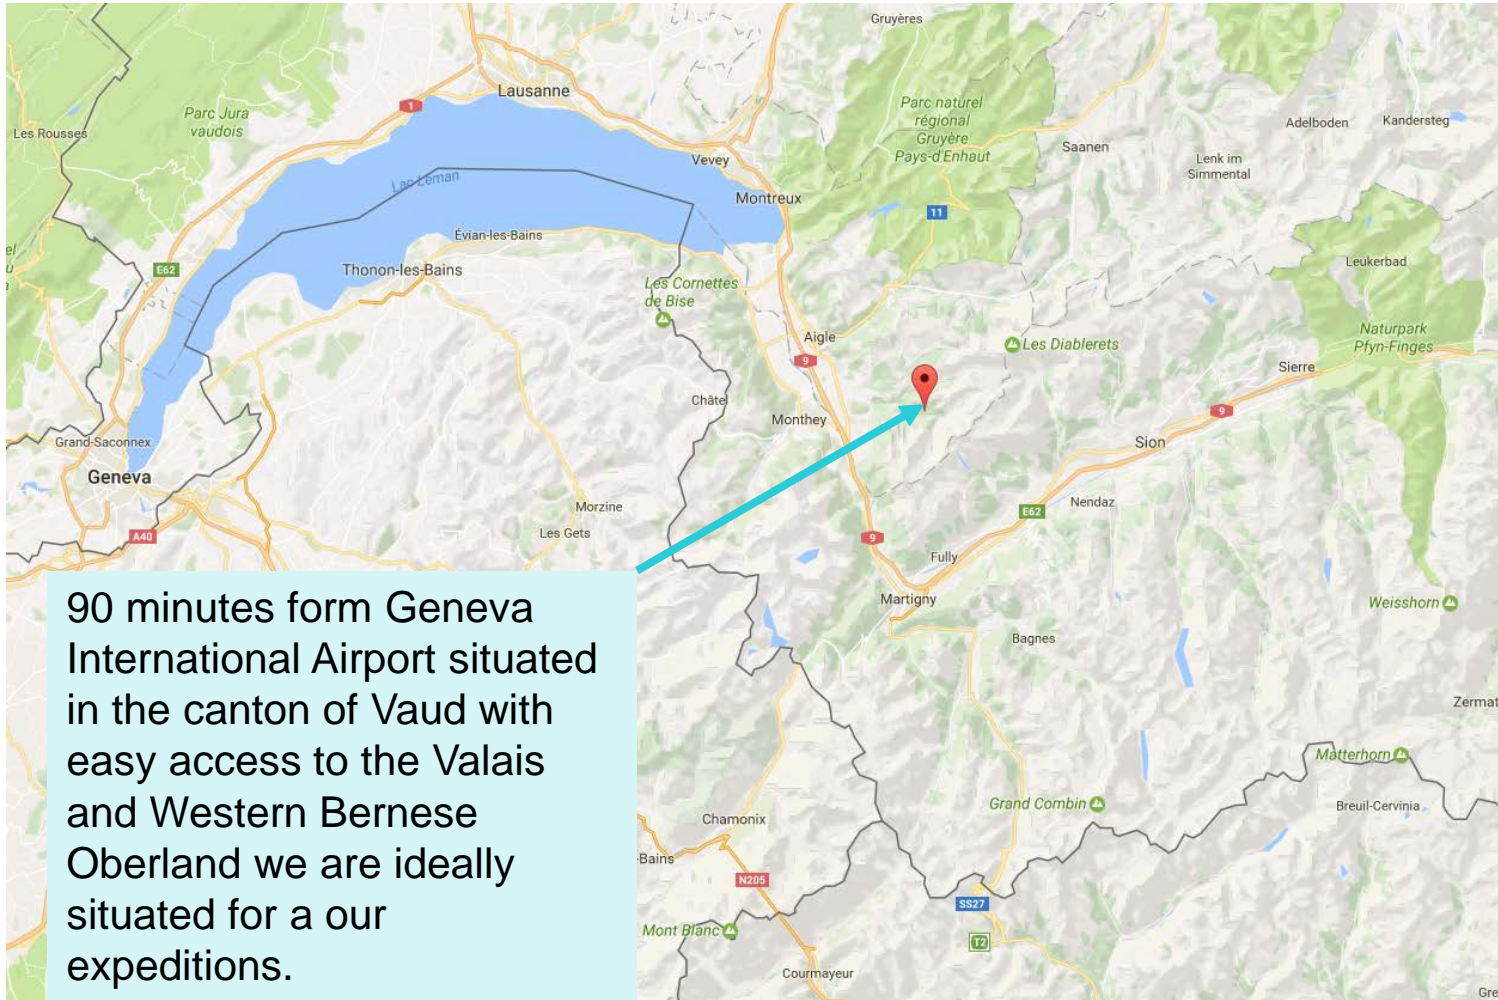 Gruyères
Lausanne
1
Parc Jura
vaudois
Les Rousses
Parc naturel
régional
Gruyère
Pays-d'Enhaut
Adelboden
Kandersteg
Saanen
Lenk im
Simmental
Vevey
Lac Léman
Montreux
11
Évian-les-Bains
E62
Thonon-les-Bains
Leukerbad
Les Cornettes
de Bise
Naturpark
Pfyn-Finges
Aigle
Les Diablerets
9
Sierre
Châtel
Monthey
9
Grand-Saconnex
Sion
Geneva
Morzine
Nendaz
E62
Les Gets
A40
9
Fully
Martigny
Weisshorn
Bagnes
90 minutes form Geneva
International Airport situated
in the canton of Vaud with
easy access to the Valais
and Western Bernese
Oberland we are ideally
situated for a our
expeditions.
Zermat
Matterhorn
Grand Combin
Breuil-Cervinia
Chamonix
-Bains
N205
SS27
Mont Blanc
T2
Courmayeur
Gre